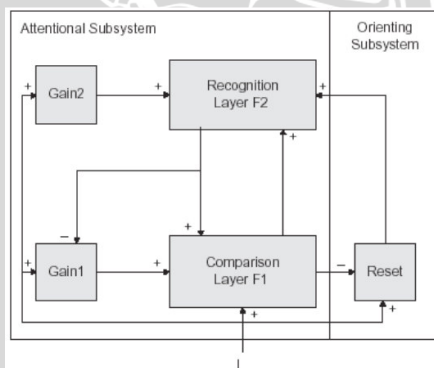 Attentional Subsystem
Orienting
Subsystem
+
Gain2
+
Recognition
Layer F2
+
+
−
+
+
Gain1
+
Comparison
Layer F1
−
Reset
+
+
I